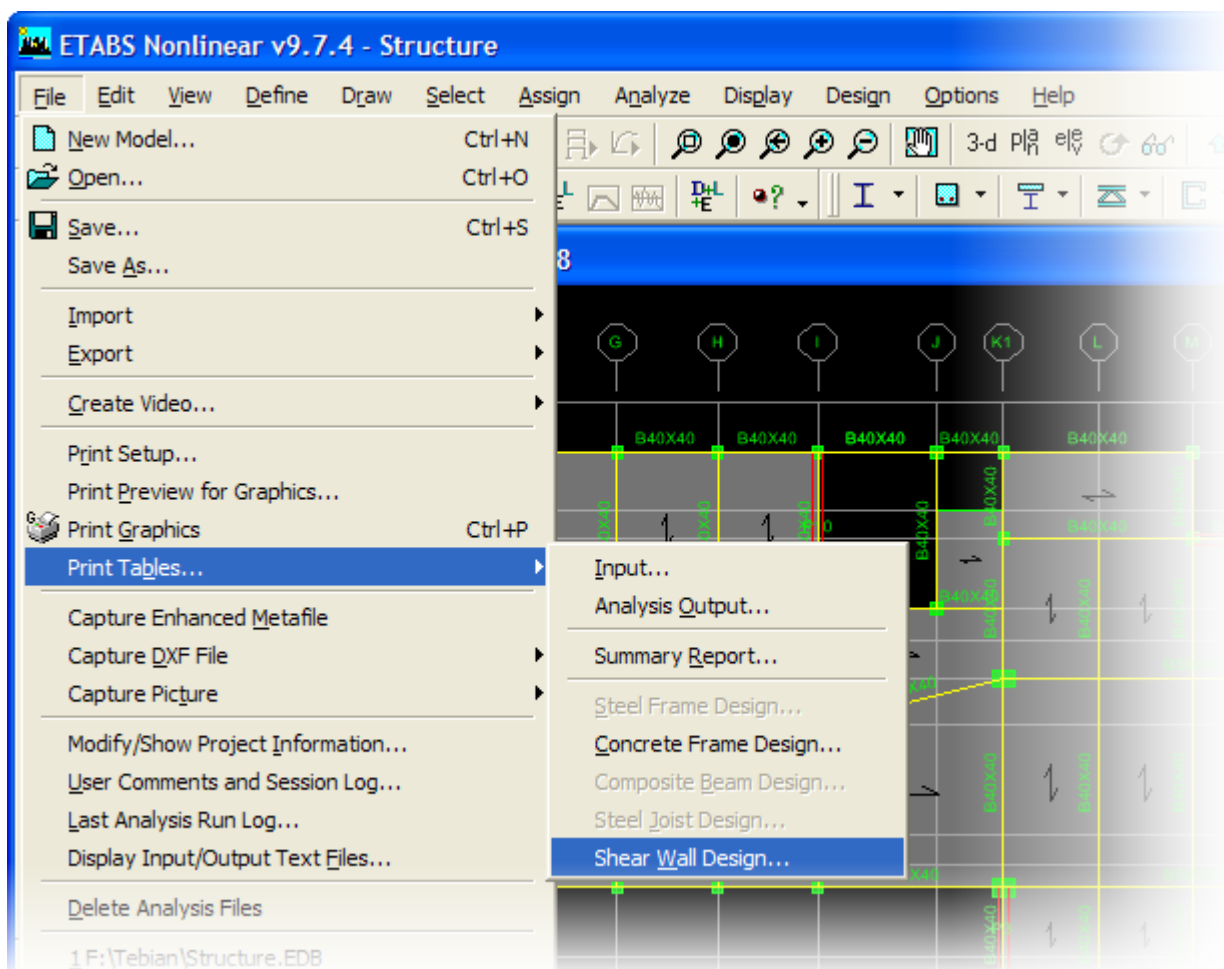 ETABS Nonlinear v9.7.4 - Structure
File Edit View Define Draw Select Assign Analyze Display Design Options Help
New Model... Ctrl+N
3-d
Open... Ctrl+O
Save... Ctrl+S
Save As...
8
Import
Export
G H I J K1 L M
Create Video...
B40X40 B40X40 B40X40 B40X40 B40X40
Print Setup...
Print Preview for Graphics...
Print Graphics Ctrl+P
Print Tables...
Input...
Analysis Output...
Summary Report...
Steel Frame Design...
Concrete Frame Design...
Composite Beam Design...
Steel Joist Design...
Shear Wall Design...
Capture Enhanced Metafile
Capture DXF File
Capture Picture
Modify/Show Project Information...
User Comments and Session Log...
Last Analysis Run Log...
Display Input/Output Text Files...
Delete Analysis Files
1 F:\Tebian\Structure.EDB
B40X40
B40X40
B40X40
B40X40
B40X40
B40X40
B40X40